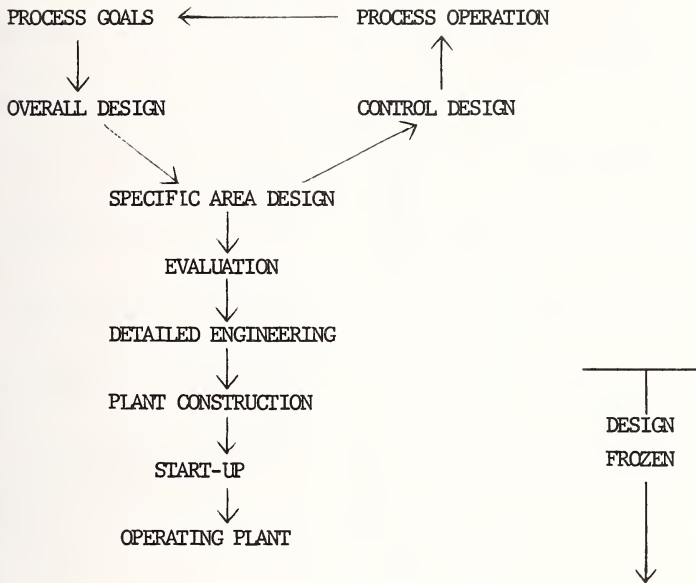 PROCESS GOALS
PROCESS OPERATION
OVERALL DESIGN
CONTROL DESIGN
SPECIFIC AREA DESIGN
EVALUATION
DETAILED ENGINEERING
PLANT CONSTRUCTION
START-UP
OPERATING PLANT
DESIGN
FROZEN